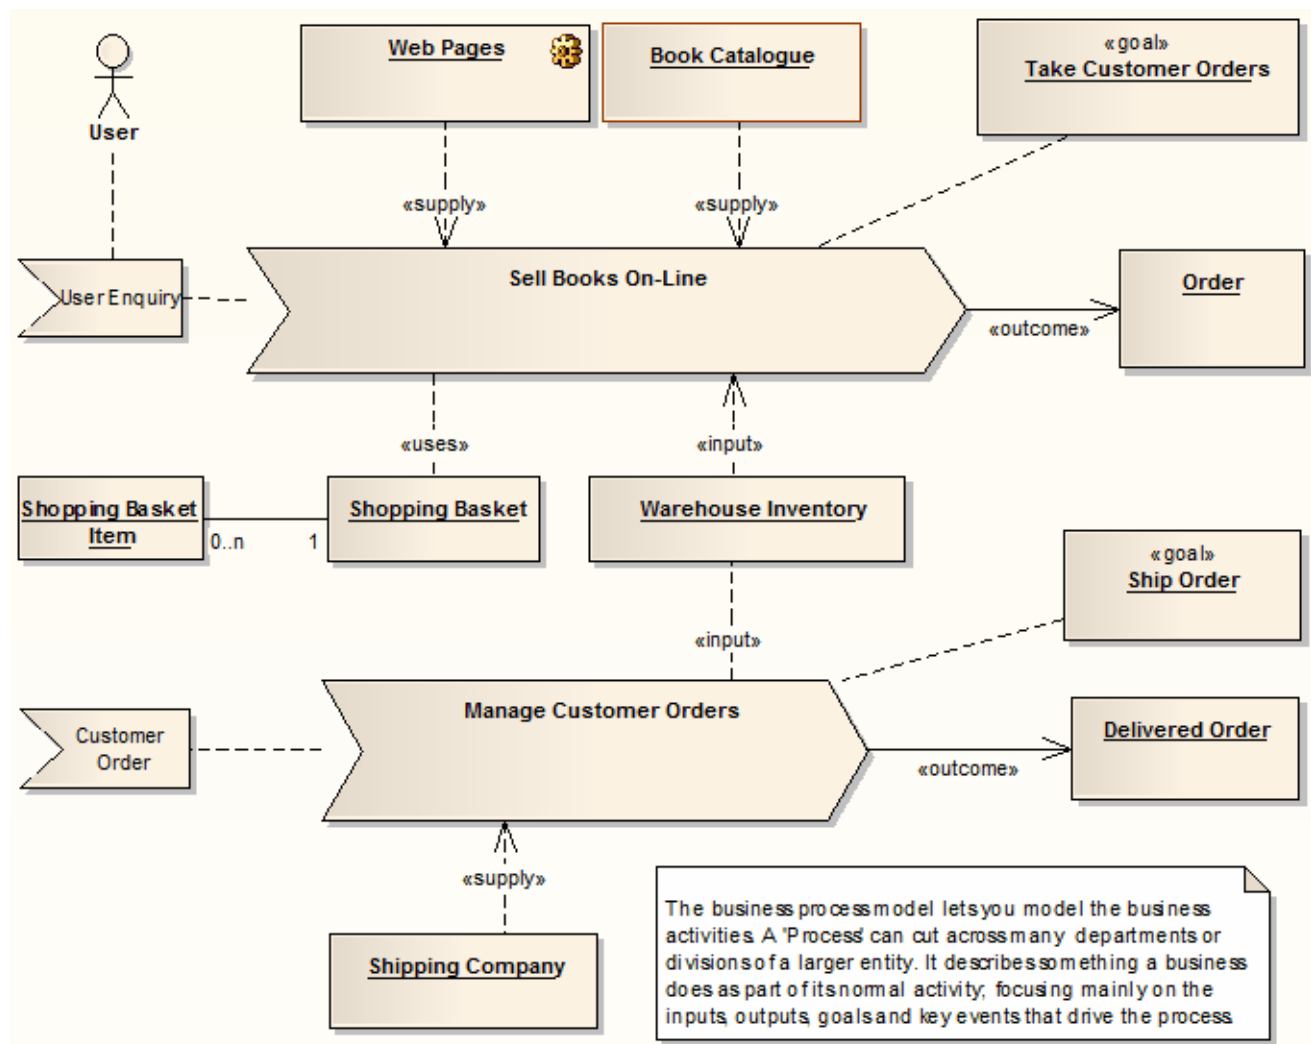 Web Pages
Book Catalogue
«goal»
Take Customer Orders
User
«supply»
«supply»
User Enquiry
Sell Books On-Line
Order
«outcome»
«uses»
«input»
Shopping Basket
Item
0..n
1
Shopping Basket
Warehouse Inventory
«goal»
Ship Order
«input»
Customer
Order
Manage Customer Orders
Delivered Order
«outcome»
«supply»
Shipping Company
The business process model lets you model the business
activities. A 'Process' can cut across many departments or
divisions of a larger entity. It describes something a business
does as part of its normal activity; focusing mainly on the
inputs, outputs, goals and key events that drive the process.